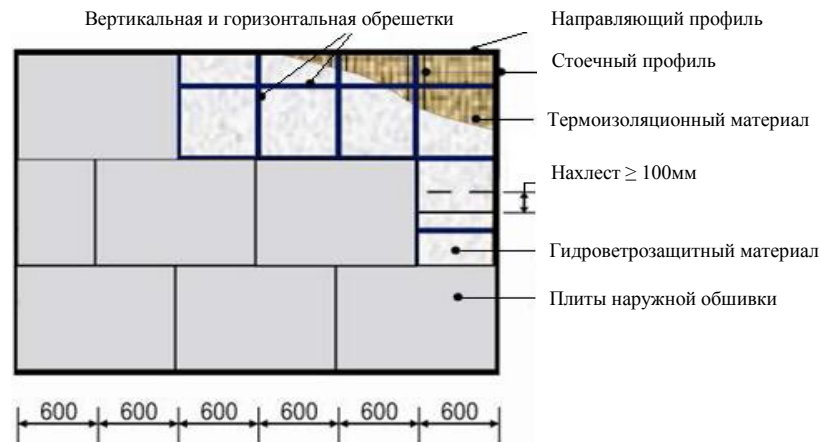 Вертикальная и горизонтальная обрешетки
Направляющий профиль
Стоечный профиль
Термоизоляционный материал
Нахлест ≥ 100мм
Гидроветрозащитный материал
Плиты наружной обшивки
600 600 600 600 600 600